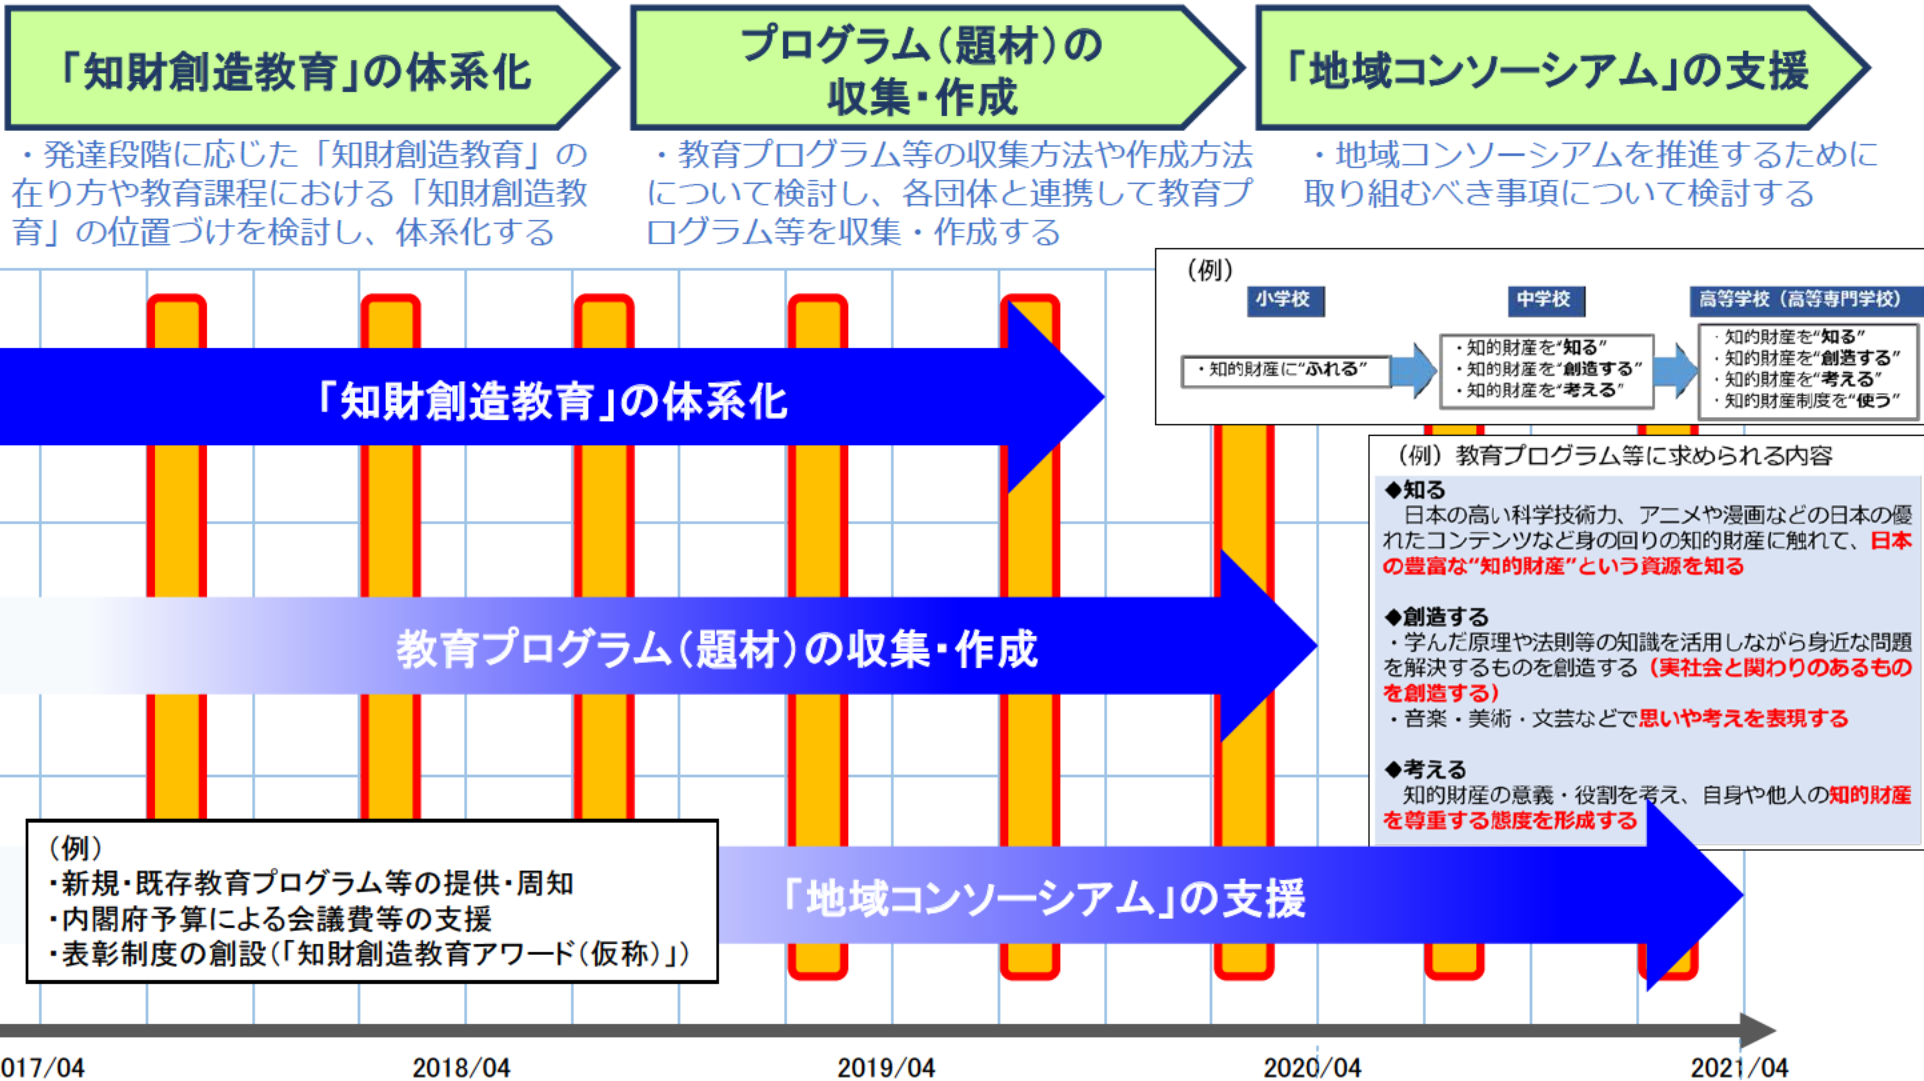 「知財創造教育」の体系化
プログラム（題材）の
収集・作成
「地域コンソーシアム」の支援
・発達段階に応じた「知財創造教育」の
在り方や教育課程における「知財創造教
育」の位置づけを検討し、体系化する
・教育プログラム等の収集方法や作成方法
について検討し、各団体と連携して教育プ
ログラム等を収集・作成する
・地域コンソーシアムを推進するために
取り組むべき事項について検討する
（例）
小学校
中学校
高等学校（高等専門学校）
・知的財産に“ふれる”
・知的財産を“知る”
・知的財産を“創造する”
・知的財産を“考える”
・知的財産を“知る”
・知的財産を“創造する”
・知的財産を“考える”
・知的財産制度を“使う”
「知財創造教育」の体系化
（例）教育プログラム等に求められる内容
◆知る
日本の高い科学技術力、アニメや漫画などの日本の優
れたコンテンツなど身の回りの知的財産に触れて、日本
の豊富な“知的財産”という資源を知る
◆創造する
・学んだ原理や法則等の知識を活用しながら身近な問題
を解決するものを創造する（実社会と関わりのあるもの
を創造する）
・音楽・美術・文芸などで思いや考えを表現する
◆考える
知的財産の意義・役割を考え、自身や他人の知的財産
を尊重する態度を形成する
教育プログラム（題材）の収集・作成
（例）
・新規・既存教育プログラム等の提供・周知
・内閣府予算による会議費等の支援
・表彰制度の創設（「知財創造教育アワード（仮称）」）
「地域コンソーシアム」の支援
017/04
2018/04
2019/04
2020/04
2021/04